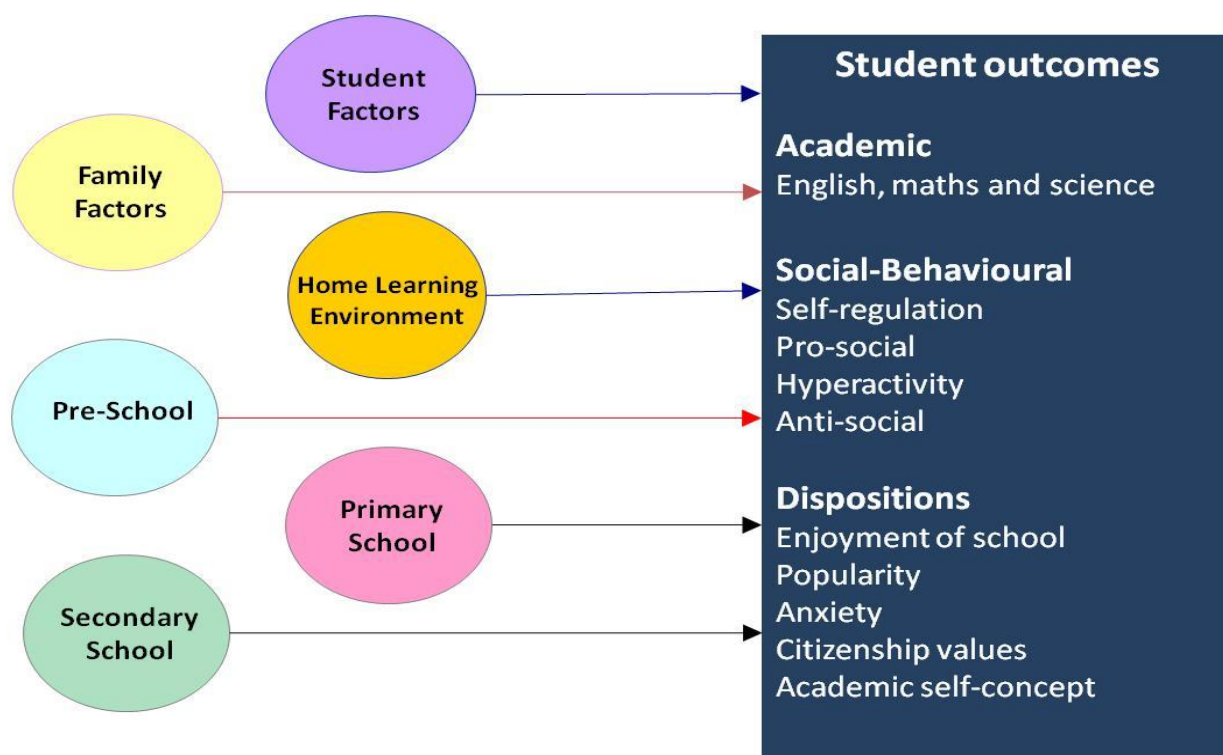 Student
Factors
Family
Factors
Home Learning
Environment
Pre-School
Primary
School
Secondary
School
Student outcomes
Academic
English, maths and science
Social-Behavioural
Self-regulation
Pro-social
Hyperactivity
Anti-social
Dispositions
Enjoyment of school
Popularity
Anxiety
Citizenship values
Academic self-concept